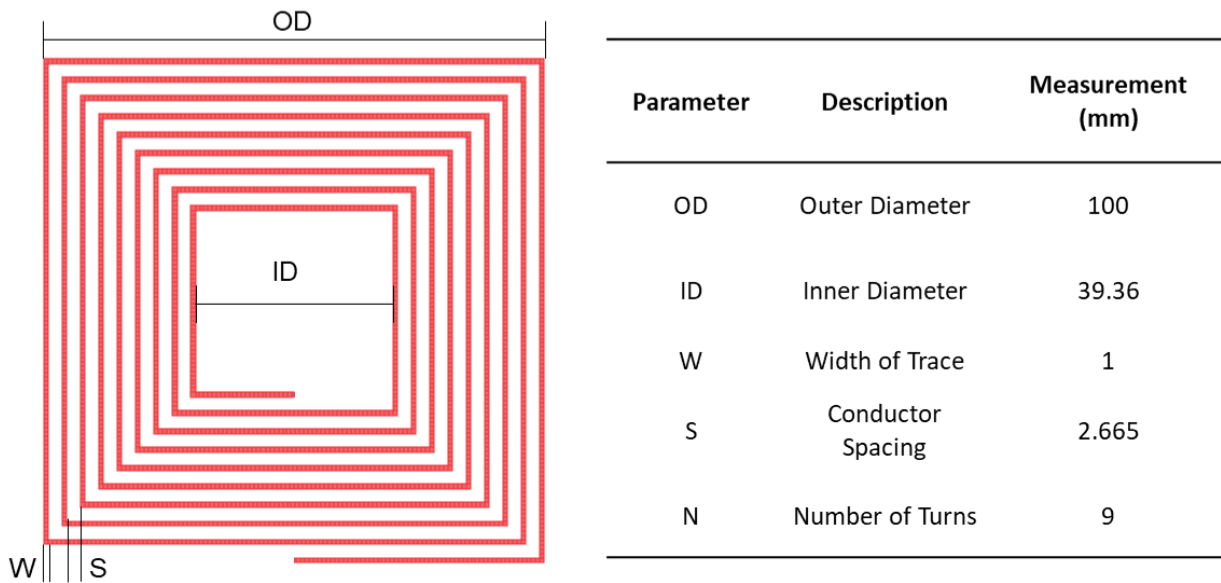 OD
ID
W
S
Parameter Description Measurement
(mm)
OD Outer Diameter 100
ID Inner Diameter 39.36
W Width of Trace 1
S Conductor
Spacing 2.665
N Number of Turns 9